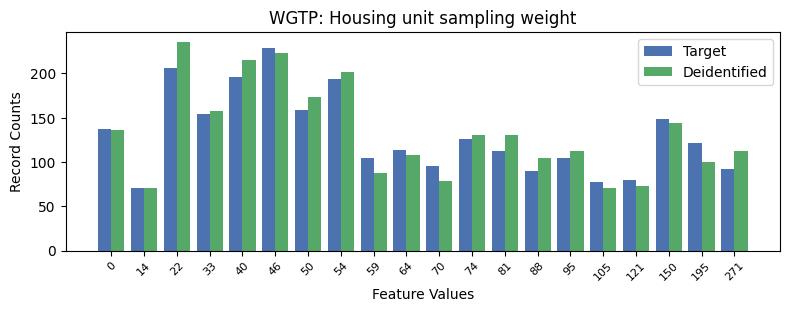 WGTP: Housing unit sampling weight
Target
Deidentified
Record Counts
200
150
100
50
0
0 14 22 33 40 46 50 54 59 64 70 74 81 88 95 105 121 150 195 271
Feature Values